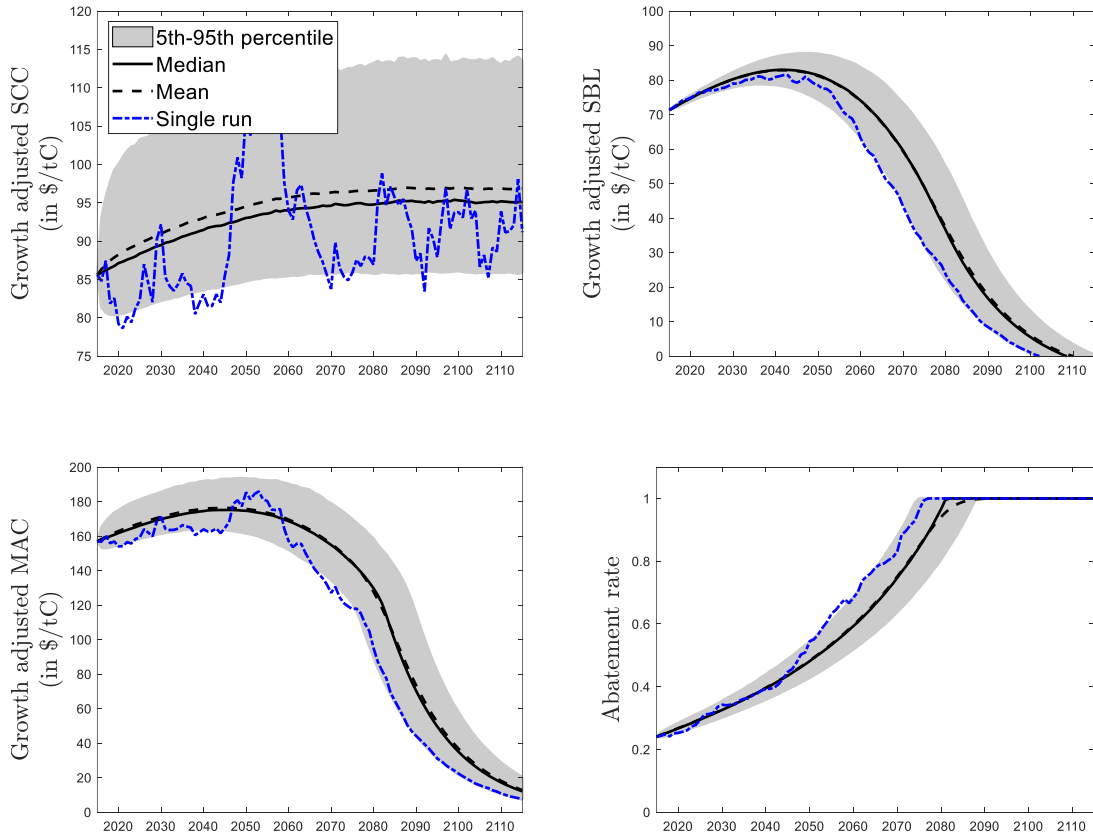 120
115
110
105
100
95
90
85
80
75
Growth adjusted SCC
(in $/tC)
5th-95th percentile
Median
Mean
Single run
2020 2030 2040 2050 2060 2070 2080 2090 2100 2110
100
90
80
70
60
50
40
30
20
10
0
Growth adjusted SBL
(in $/tC)
2020 2030 2040 2050 2060 2070 2080 2090 2100 2110
200
180
160
140
120
100
80
60
40
20
0
Growth adjusted MAC
(in $/tC)
2020 2030 2040 2050 2060 2070 2080 2090 2100 2110
1
0.8
0.6
0.4
0.2
0
Abatement rate
2020 2030 2040 2050 2060 2070 2080 2090 2100 2110